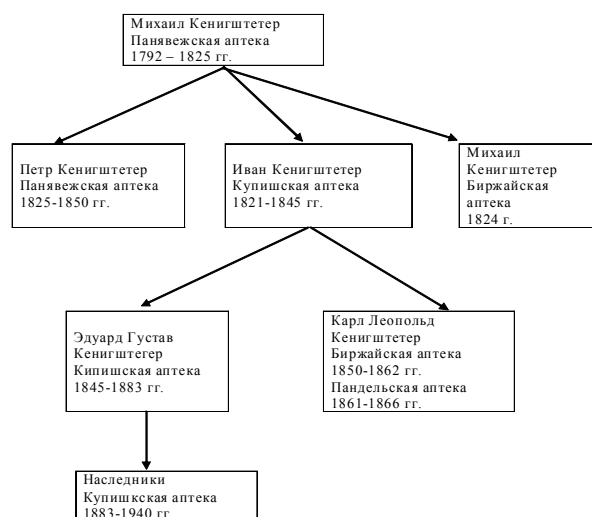 Михаил Кенигштетер
Панявежская аптека
1792 – 1825 гг.
Петр Кенигштетер
Панявежская аптека
1825-1850 гг.
Иван Кенигштетер
Купишская аптека
1821-1845 гг.
Михаил
Кенигштетер
Биржайская
аптека
1824 г.
Эдуард Густав
Кенигштегер
Кипишская аптека
1845-1883 гг.
Карл Леопольд
Кенигштетер
Биржайская аптека
1850-1862 гг.
Пандельская аптека
1861-1866 гг.
Наследники
Купишкская аптека
1883-1940 гг